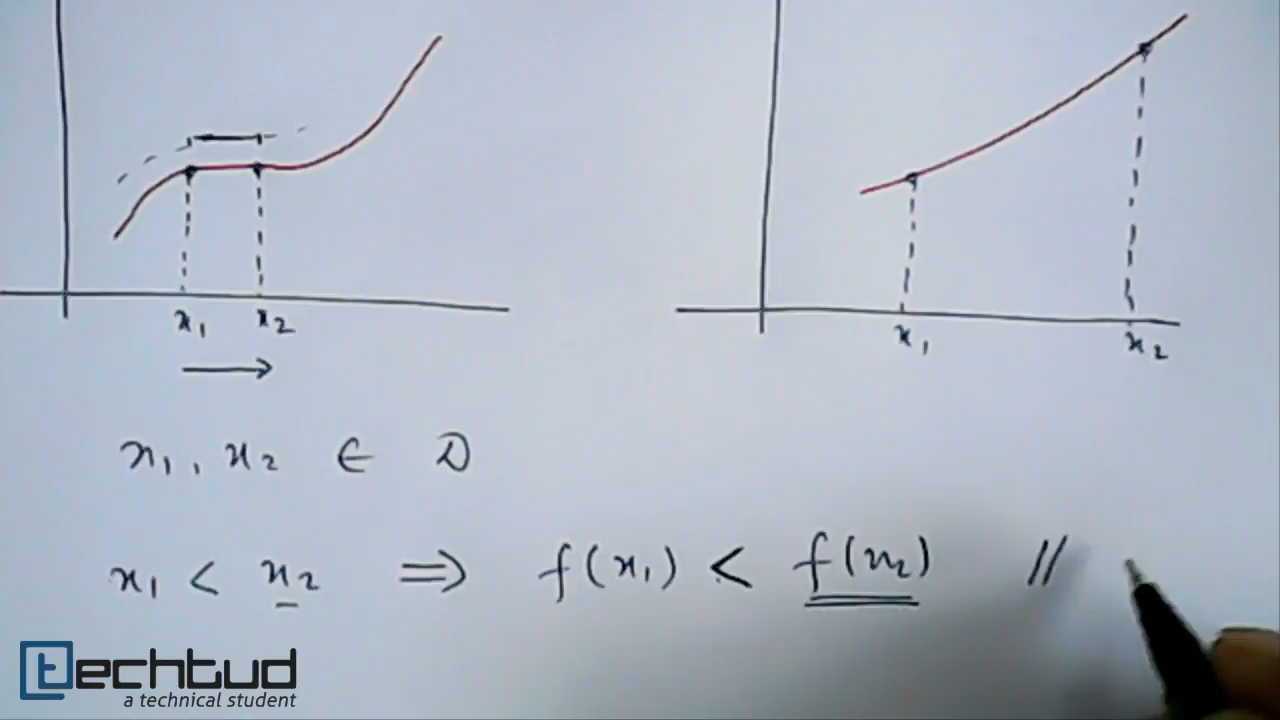 x₁ x₂
x₁ x₂
x₁, x₂ ∈ D
x₁ < x₂ ⇒ f(x₁) < f(x₂) //
techtud
a technical student